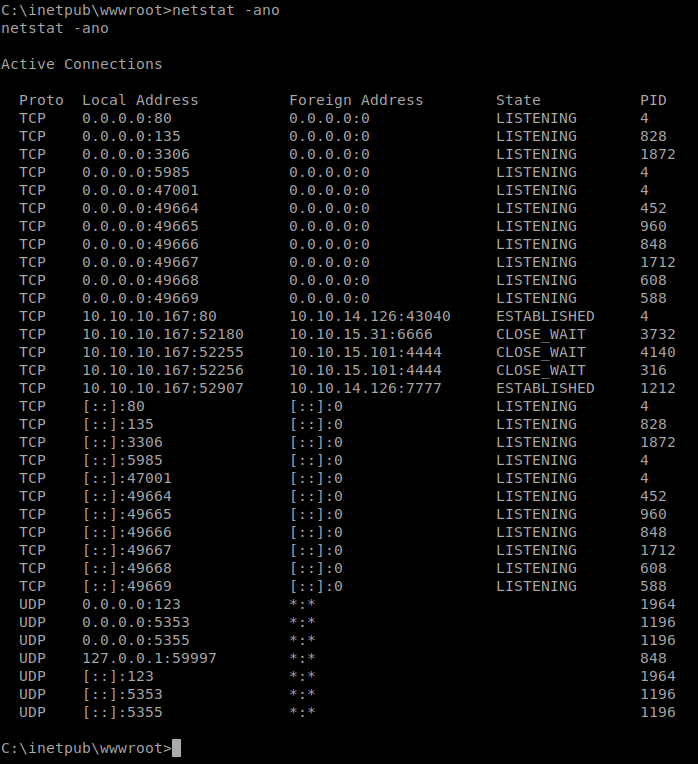 C:\inetpub\wwwroot>netstat -ano
netstat -ano
Active Connections
Proto  Local Address          Foreign Address        State           PID
TCP    0.0.0.0:80             0.0.0.0:0              LISTENING       4
TCP    0.0.0.0:135            0.0.0.0:0              LISTENING       828
TCP    0.0.0.0:3306           0.0.0.0:0              LISTENING       1872
TCP    0.0.0.0:5985           0.0.0.0:0              LISTENING       4
TCP    0.0.0.0:47001          0.0.0.0:0              LISTENING       4
TCP    0.0.0.0:49664          0.0.0.0:0              LISTENING       452
TCP    0.0.0.0:49665          0.0.0.0:0              LISTENING       960
TCP    0.0.0.0:49666          0.0.0.0:0              LISTENING       848
TCP    0.0.0.0:49667          0.0.0.0:0              LISTENING       1712
TCP    0.0.0.0:49668          0.0.0.0:0              LISTENING       608
TCP    0.0.0.0:49669          0.0.0.0:0              LISTENING       588
TCP    10.10.10.167:80        10.10.14.126:43040     ESTABLISHED     4
TCP    10.10.10.167:52180     10.10.15.31:6666       CLOSE_WAIT      3732
TCP    10.10.10.167:52255     10.10.15.101:4444      CLOSE_WAIT      4140
TCP    10.10.10.167:52256     10.10.15.101:4444      CLOSE_WAIT      316
TCP    10.10.10.167:52907     10.10.14.126:7777      ESTABLISHED     1212
TCP    [::]:80                [::]:0                 LISTENING       4
TCP    [::]:135               [::]:0                 LISTENING       828
TCP    [::]:3306              [::]:0                 LISTENING       1872
TCP    [::]:5985              [::]:0                 LISTENING       4
TCP    [::]:47001             [::]:0                 LISTENING       4
TCP    [::]:49664             [::]:0                 LISTENING       452
TCP    [::]:49665             [::]:0                 LISTENING       960
TCP    [::]:49666             [::]:0                 LISTENING       848
TCP    [::]:49667             [::]:0                 LISTENING       1712
TCP    [::]:49668             [::]:0                 LISTENING       608
TCP    [::]:49669             [::]:0                 LISTENING       588
UDP    0.0.0.0:123            *:*                                    1964
UDP    0.0.0.0:5353           *:*                                    1196
UDP    0.0.0.0:5355           *:*                                    1196
UDP    127.0.0.1:59997        *:*                                    848
UDP    [::]:123               *:*                                    1964
UDP    [::]:5353              *:*                                    1196
UDP    [::]:5355              *:*                                    1196
C:\inetpub\wwwroot>